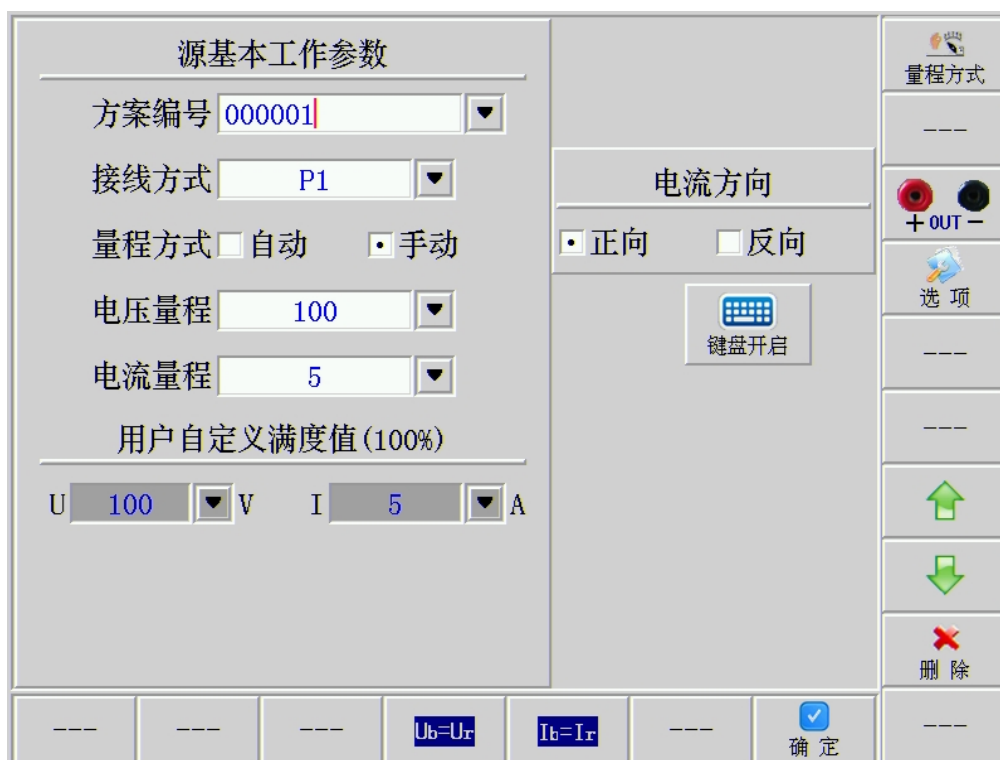 源基本工作参数
方案编号 000001
接线方式 P1
量程方式 自动 手动
电压量程 100
电流量程 5
用户自定义满度值(100%)
U 100 V I 5 A
电流方向
正向 反向
键盘开启
量程方式
---
+ OUT -
选 项
---
---
删 除
---
--- --- --- Ub=Ur Ib=Ir --- 确 定